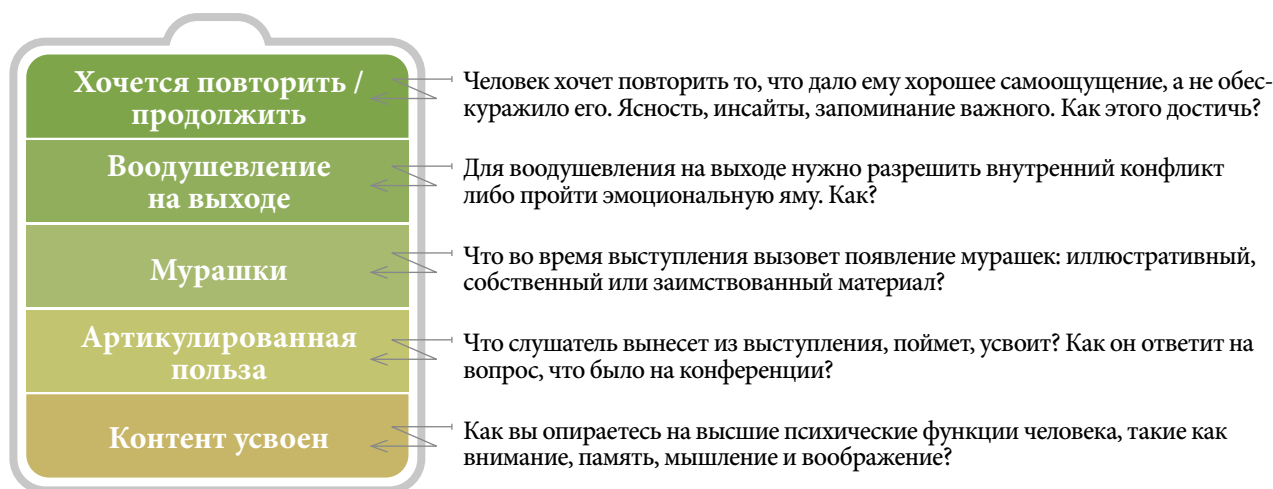 Хочется повторить /
продолжить
Человек хочет повторить то, что дало ему хорошее самоощущение, а не обес-
куражило его. Ясность, инсайты, запоминание важного. Как этого достичь?
Воодушевление
на выходе
Для воодушевления на выходе нужно разрешить внутренний конфликт
либо пройти эмоциональную яму. Как?
Мурашки
Что во время выступления вызовет появление мурашек: иллюстративный,
собственный или заимствованный материал?
Артикулированная
польза
Что слушатель вынесет из выступления, поймет, усвоит? Как он ответит на
вопрос, что было на конференции?
Контент усвоен
Как вы опираетесь на высшие психические функции человека, такие как
внимание, память, мышление и воображение?